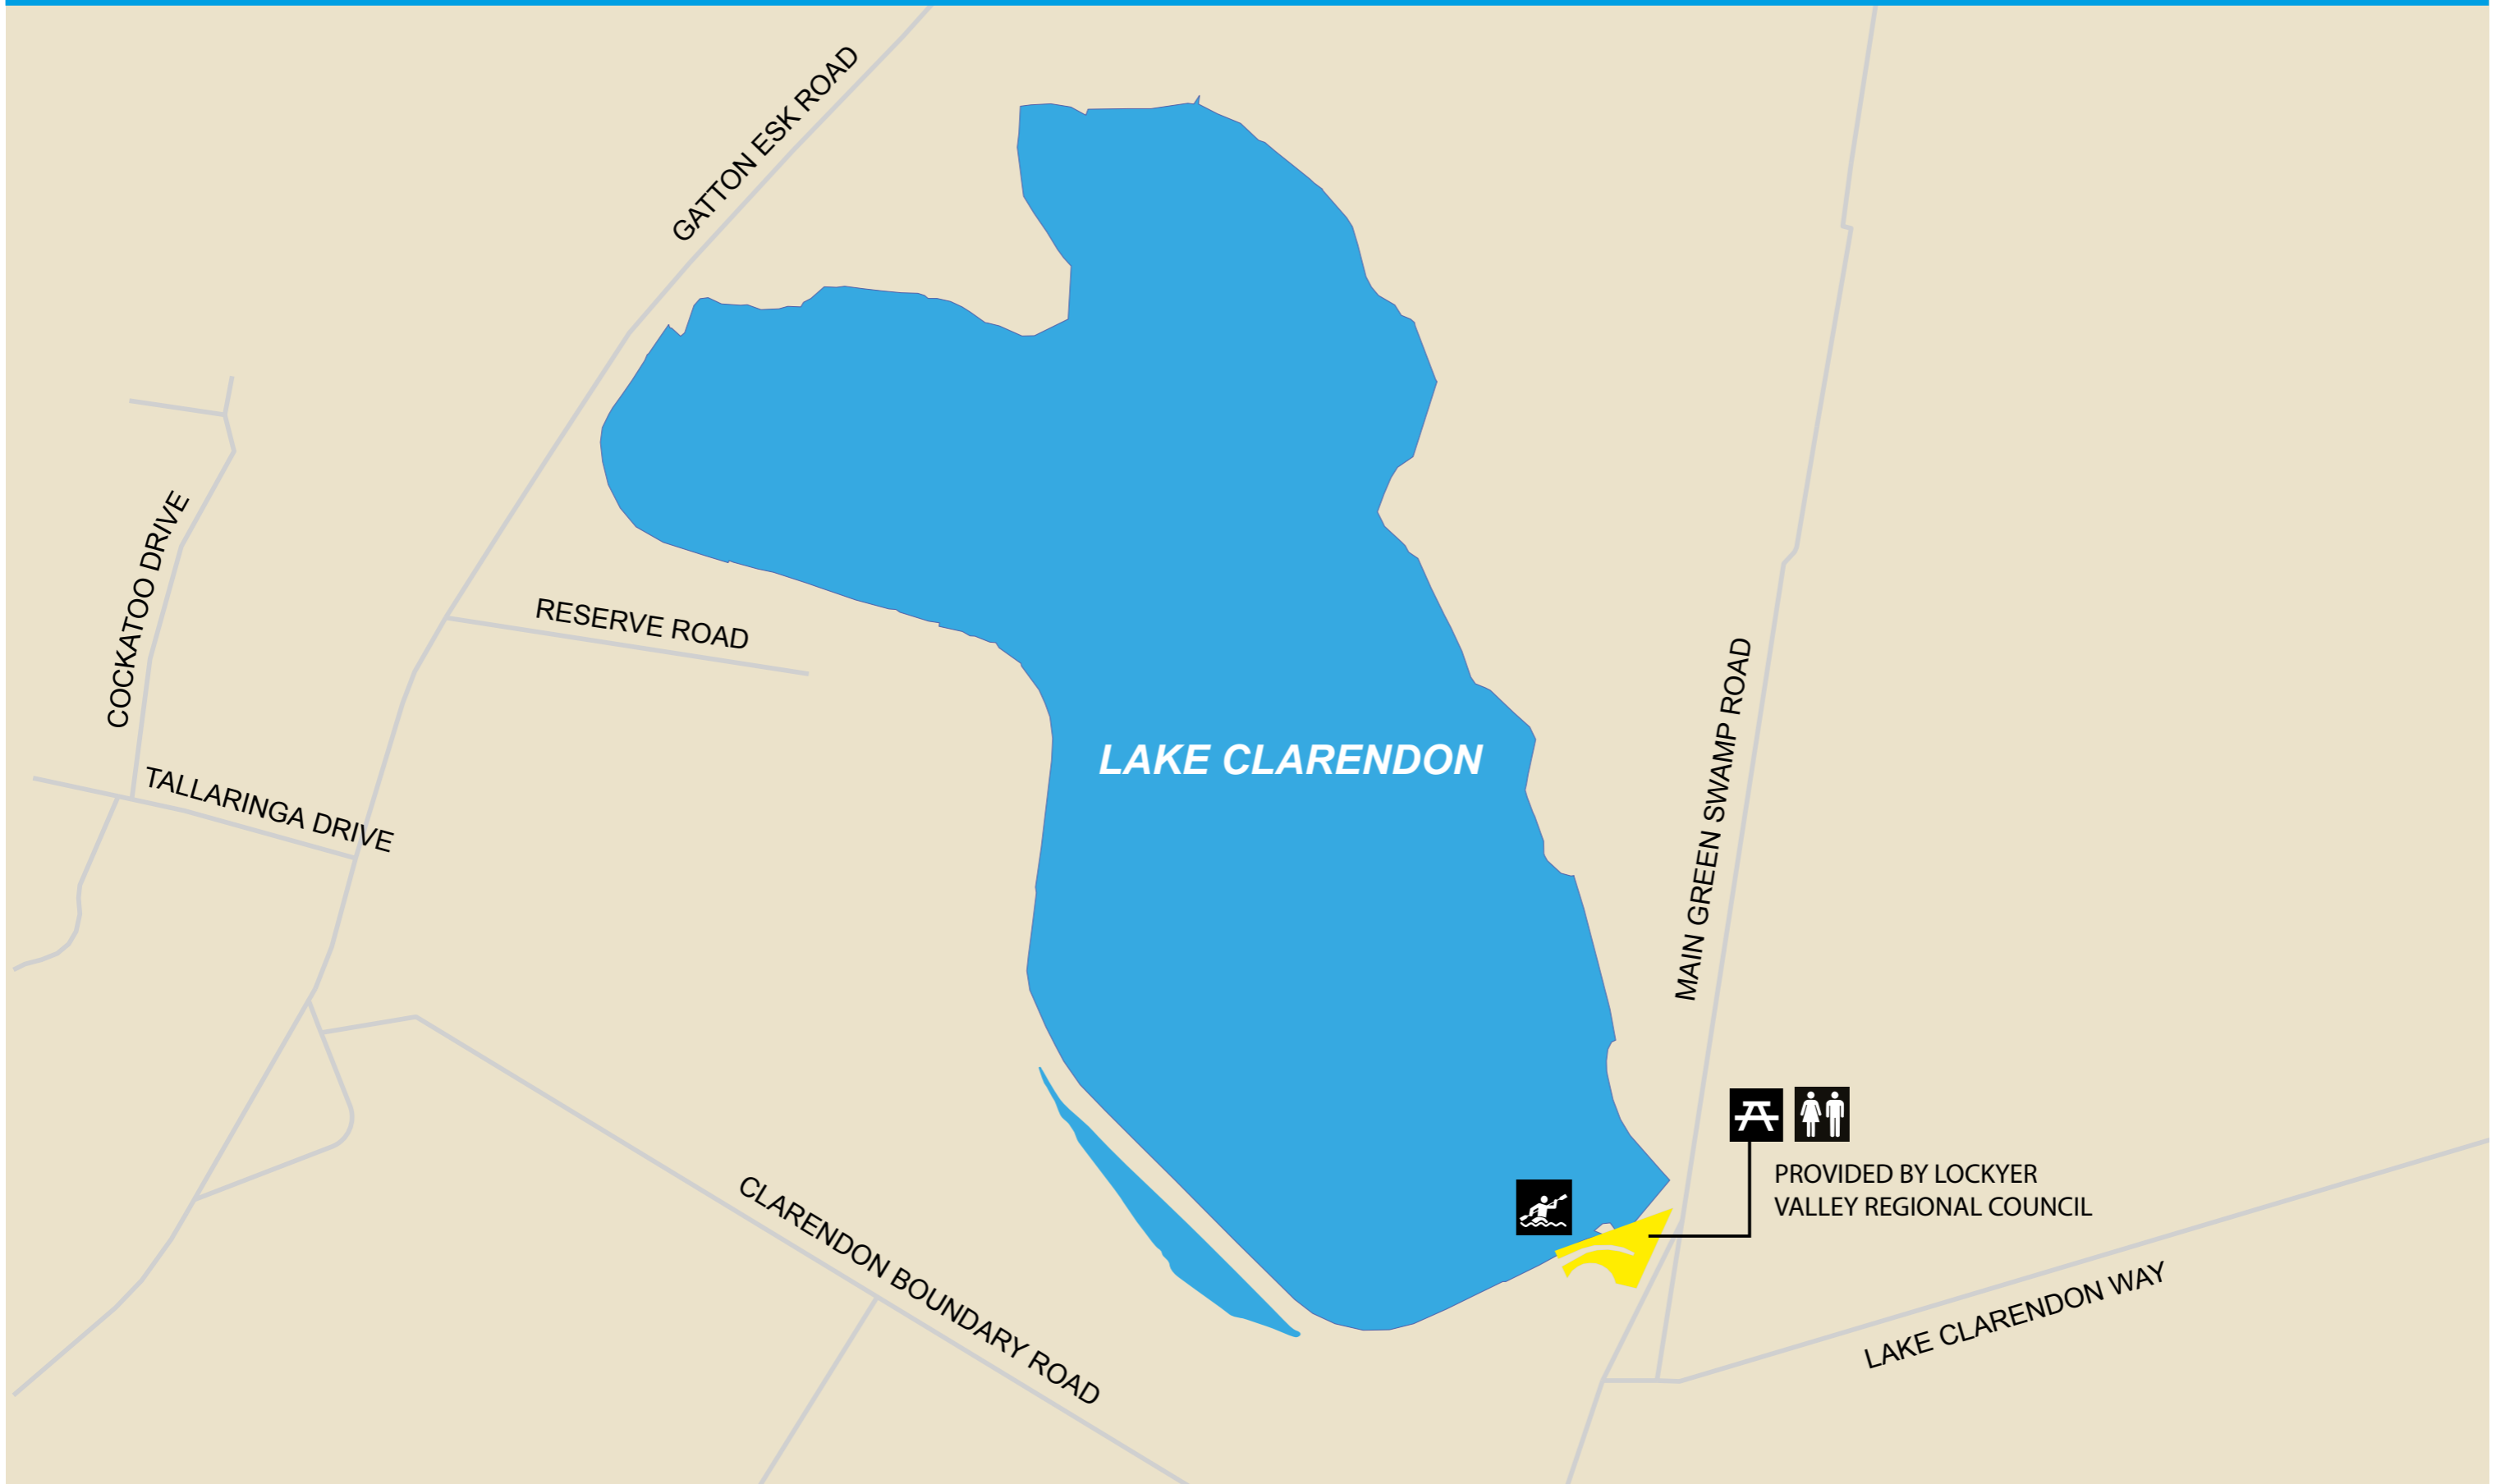 GATTON ESK ROAD
COCKATOO DRIVE
RESERVE ROAD
MAIN GREEN SWAMP ROAD
LAKE CLARENDON
TALLARINGA DRIVE
PROVIDED BY LOCKYER
VALLEY REGIONAL COUNCIL
CLARENDON BOUNDARY ROAD
LAKE CLARENDON WAY